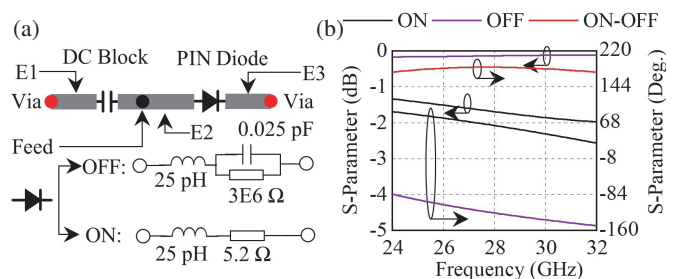 (a)
DC Block
PIN Diode
E1
E3
Via
Via
E2
Feed
0.025 pF
OFF:
25 pH
3E6 Ω
ON:
25 pH
5.2 Ω
(b)
ON
OFF
ON-OFF
S-Parameter (dB)
0
-1
-2
-3
-4
-5
220
144
68
-8
-84
-160
S-Parameter (Deg.)
24
26
28
30
32
Frequency (GHz)